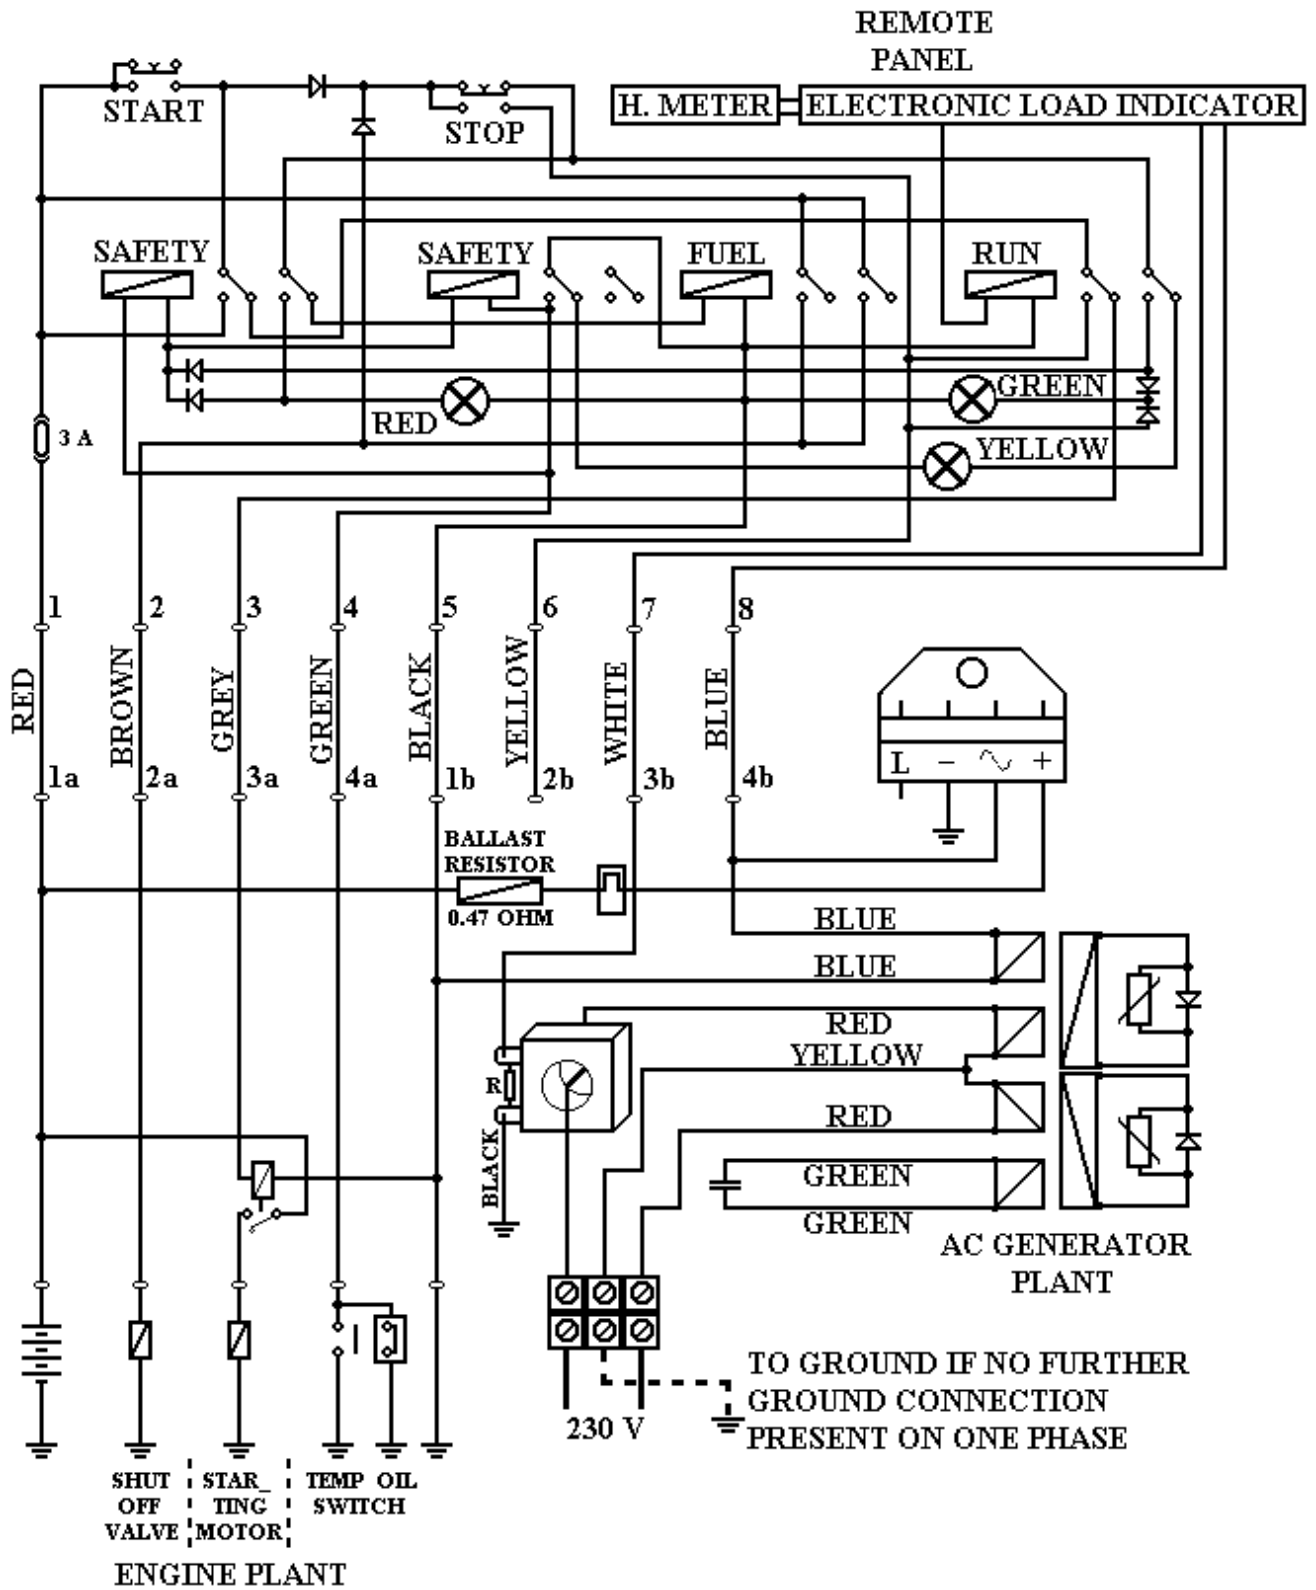 REMOTE
PANEL
START
STOP
H. METER
ELECTRONIC LOAD INDICATOR
SAFETY
SAFETY
FUEL
RUN
GREEN
RED
3 A
YELLOW
1
2
3
4
5
6
7
8
RED
BROWN
GREY
GREEN
BLACK
YELLOW
WHITE
BLUE
L
−
+
1a
2a
3a
4a
1b
2b
3b
4b
BALLAST
RESISTOR
0.47 OHM
BLUE
BLUE
RED
YELLOW
R
RED
BLACK
GREEN
GREEN
AC GENERATOR
PLANT
TO GROUND IF NO FURTHER
GROUND CONNECTION
PRESENT ON ONE PHASE
230 V
SHUT
OFF
VALVE
STAR_
TING
MOTOR
TEMP OIL
SWITCH
ENGINE PLANT